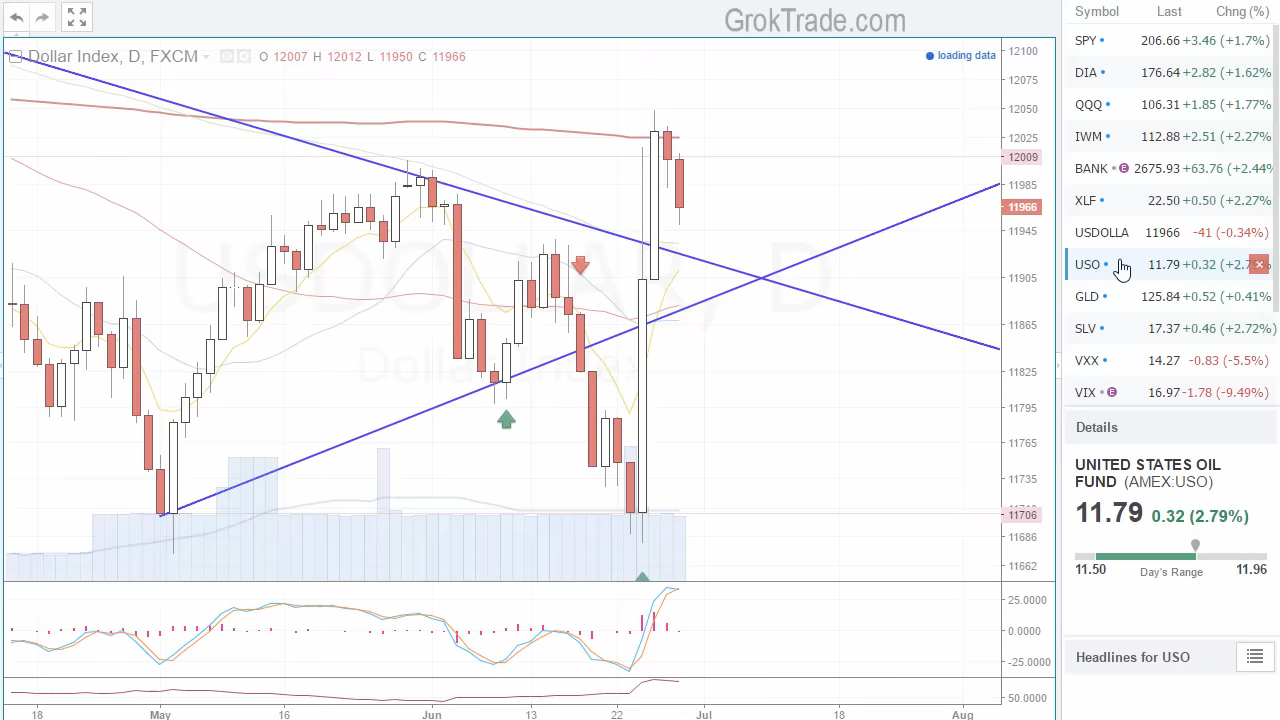 GrokTrade.com
Dollar Index, D, FXCM O 12007 H 12012 L 11950 C 11966
loading data
USDOLLAR, D
Dollar Index
12100
12075
12050
12025
12009
11985
11966
11945
11905
11865
11825
11795
11765
11735
11706
11686
11662
25.0000
0.0000
-25.0000
50.0000
18 May 16 Jun 13 22 Jul 18 Aug
Symbol Last Chng (%)
SPY 206.66 +3.46 (+1.7%)
DIA 176.64 +2.82 (+1.62%)
QQQ 106.31 +1.85 (+1.77%)
IWM 112.88 +2.51 (+2.27%)
BANK E 2675.93 +63.76 (+2.44%
XLF 22.50 +0.50 (+2.27%)
USDOLLA 11966 -41 (-0.34%)
USO 11.79 +0.32 (+2.7
GLD 125.84 +0.52 (+0.41%)
SLV 17.37 +0.46 (+2.72%)
VXX 14.27 -0.83 (-5.5%)
VIX E 16.97 -1.78 (-9.49%)
Details
UNITED STATES OIL
FUND (AMEX:USO)
11.79 0.32 (2.79%)
11.50 Day's Range 11.96
Headlines for USO